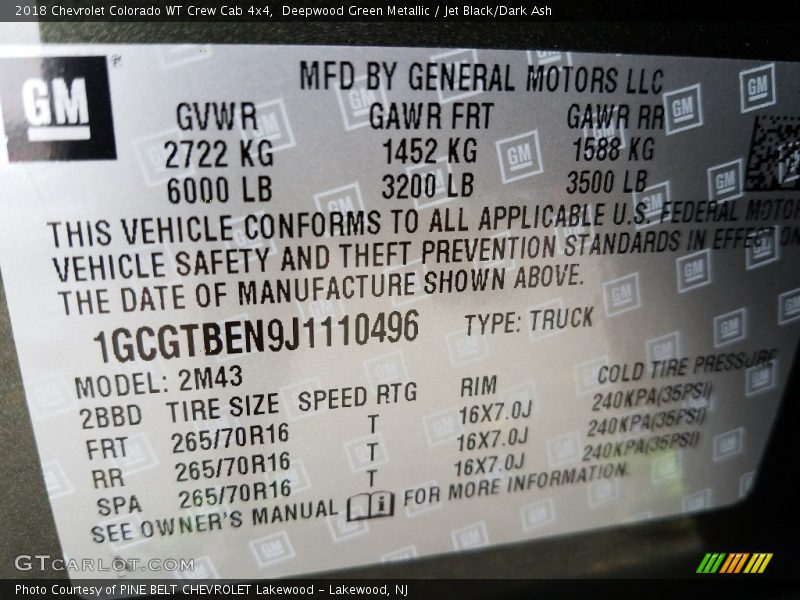 2018 Chevrolet Colorado WT Crew Cab 4x4,  Deepwood Green Metallic / Jet Black/Dark Ash
GM
MFD BY GENERAL MOTORS LLC
GVWR GAWR FRT GAWR RR
2722 KG 1452 KG 1588 KG
6000 LB 3200 LB 3500 LB
THIS VEHICLE CONFORMS TO ALL APPLICABLE U.S. FEDERAL MOTOR
VEHICLE SAFETY AND THEFT PREVENTION STANDARDS IN EFFECT ON
THE DATE OF MANUFACTURE SHOWN ABOVE.
1GCGTBEN9J1110496 TYPE: TRUCK
MODEL: 2M43
2BBD TIRE SIZE SPEED RTG RIM COLD TIRE PRESSURE
FRT 265/70R16 T 16X7.0J 240KPA(35PSI)
RR 265/70R16 T 16X7.0J 240KPA(35PSI)
SPA 265/70R16 T 16X7.0J 240KPA(35PSI)
SEE OWNER'S MANUAL FOR MORE INFORMATION.
GTCARLOT.COM
Photo Courtesy of PINE BELT CHEVROLET Lakewood - Lakewood, NJ